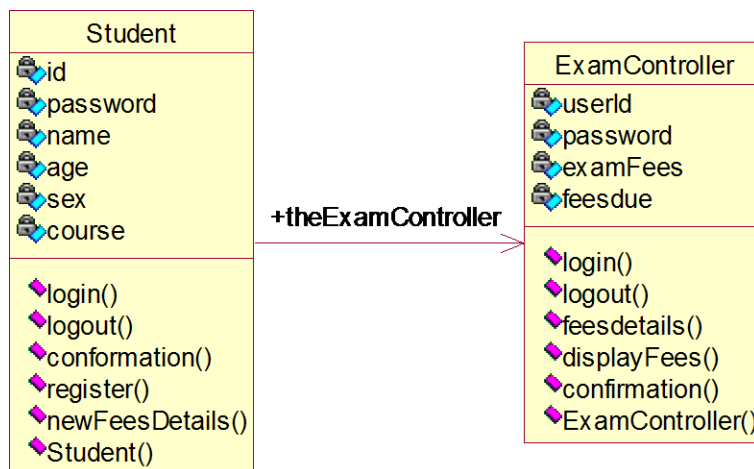 Student
id
password
name
age
sex
course
login()
logout()
conformation()
register()
newFeesDetails()
Student()
+theExamController
ExamController
userId
password
examFees
feesdue
login()
logout()
feesdetails()
displayFees()
confirmation()
ExamController()